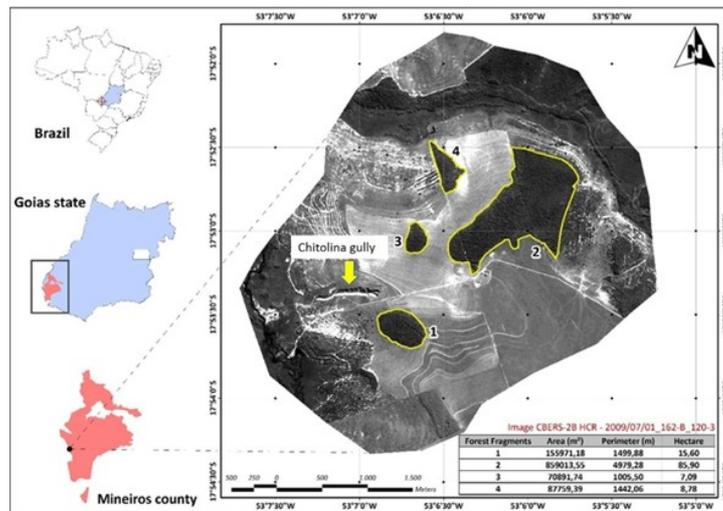 53°7'30"S 53°7'0"S 53°6'30"S 53°6'0"S 53°5'30"S 53°5'0"S
17°52'0"S
17°52'30"S
17°53'0"S
17°53'30"S
17°54'0"S
17°54'30"S
N
Brazil
Goias state
Mineiros county
4
3
2
1
Chitolina gully
Image CBERS-2B HCR - 2009/07/01_162-B_120-3
Forest Fragments Area (m²) Perimeter (m) Hectare
1 155971,18 1499,88 15,60
2 859013,55 4979,28 85,90
3 70891,74 1005,50 7,09
4 87759,39 1442,06 8,78
500 250 0 500 1.000 1.500
Meters
53°7'30"S 53°7'0"S 53°6'30"S 53°6'0"S 53°5'30"S 53°5'0"S